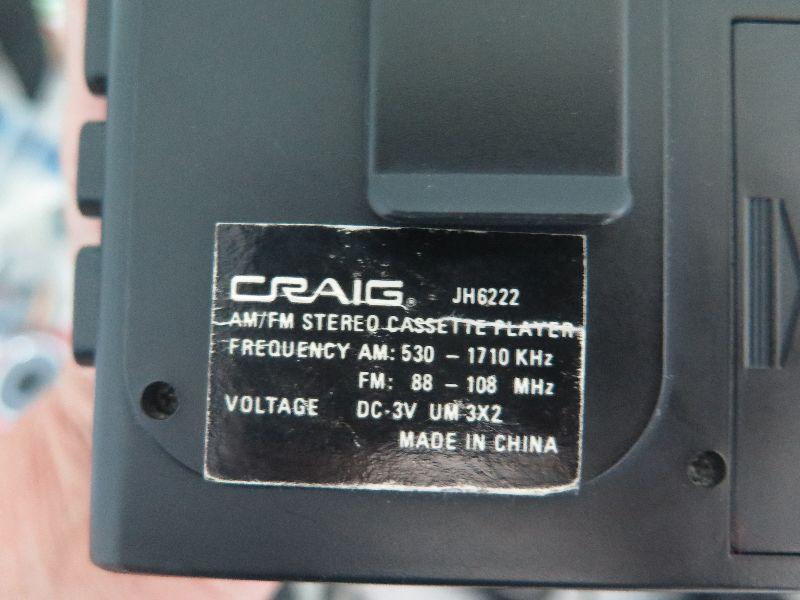 CRAIG® JH6222
AM/FM STEREO CASSETTE PLAYER
FREQUENCY AM: 530 – 1710 KHz
FM: 88 – 108 MHz
VOLTAGE DC-3V UM 3X2
MADE IN CHINA